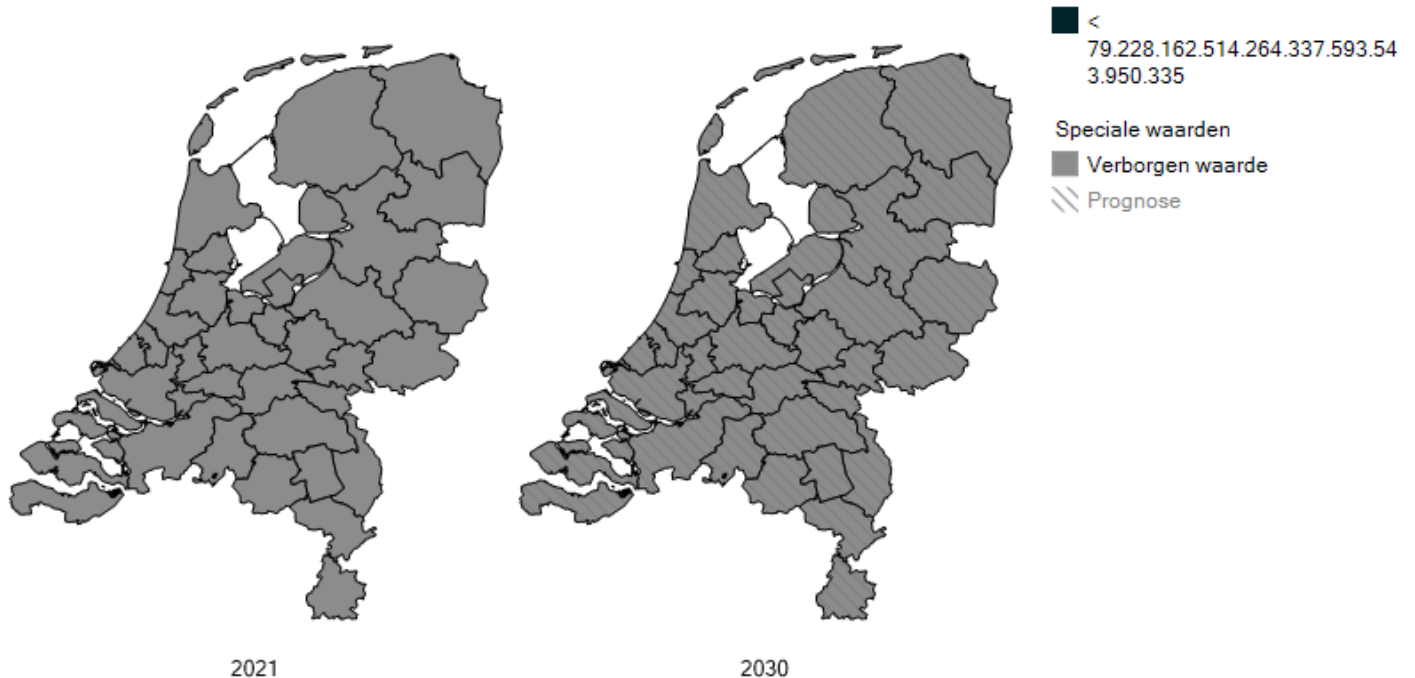 <
79.228.162.514.264.337.593.54
3.950.335
Speciale waarden
Verborgen waarde
Prognose
2021
2030